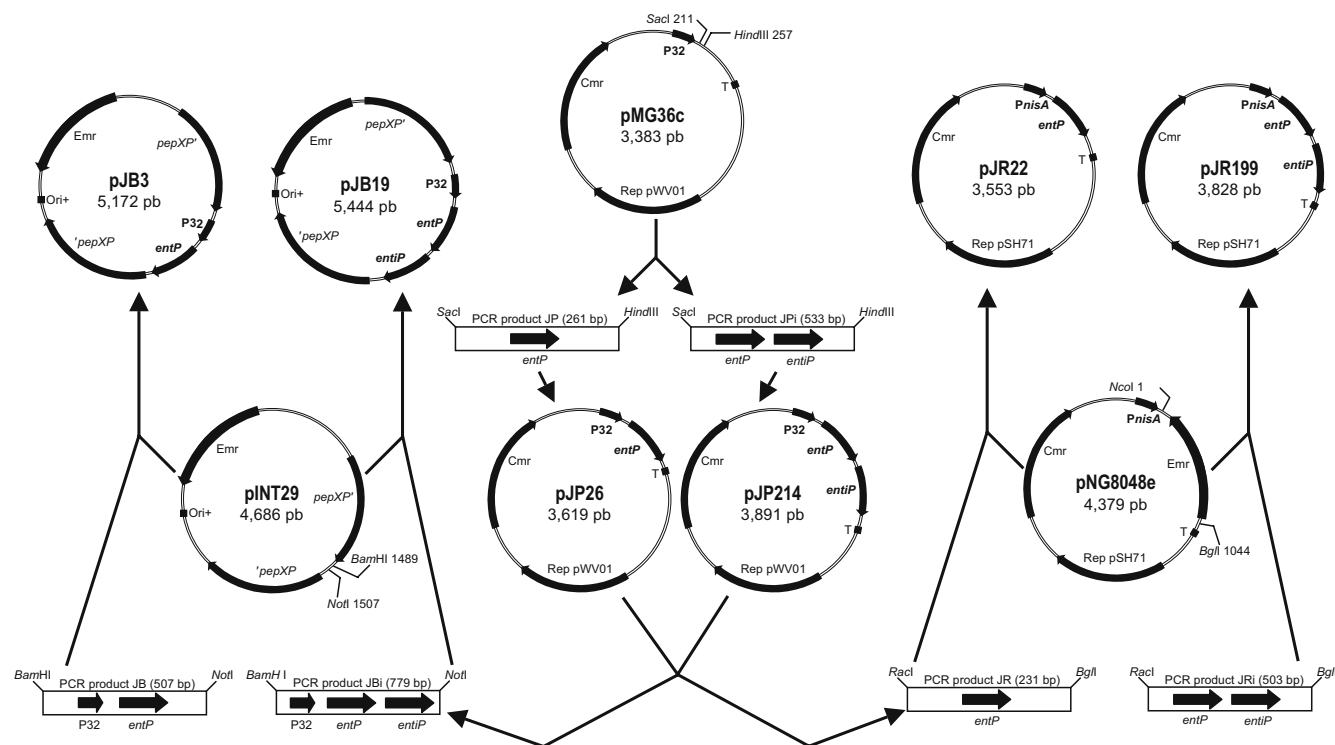 SacI 211
HindIII 257
P32
Cmr
T
pMG36c
3,383 pb
Rep pWV01
Emr
pepXP'
pJB3
5,172 pb
Ori+
P32
'pepXP
entP
pepXP'
Emr
pJB19
5,444 pb
P32
Ori+
entP
'pepXP
entiP
PnisA
entP
Cmr
T
pJR22
3,553 pb
Rep pSH71
PnisA
entP
Cmr
entiP
pJR199
3,828 pb
T
Rep pSH71
SacI
PCR product JP (261 bp)
HindIII
entP
SacI
PCR product JPi (533 bp)
HindIII
entP
entiP
Emr
pINT29
4,686 pb
pepXP'
Ori+
'pepXP
BamHI 1489
NotI 1507
P32
entP
Cmr
T
pJP26
3,619 pb
Rep pWV01
P32
entP
Cmr
entiP
pJP214
3,891 pb
T
Rep pWV01
NcoI 1
PnisA
Cmr
Emr
pNG8048e
4,379 pb
T
BglI 1044
Rep pSH71
BamHI
PCR product JB (507 bp)
NotI
P32
entP
BamH I
PCR product JBi (779 bp)
NotI
P32
entP
entiP
RacI
PCR product JR (231 bp)
BglI
entP
RacI
PCR product JRi (503 bp)
Bgl
entP
entiP